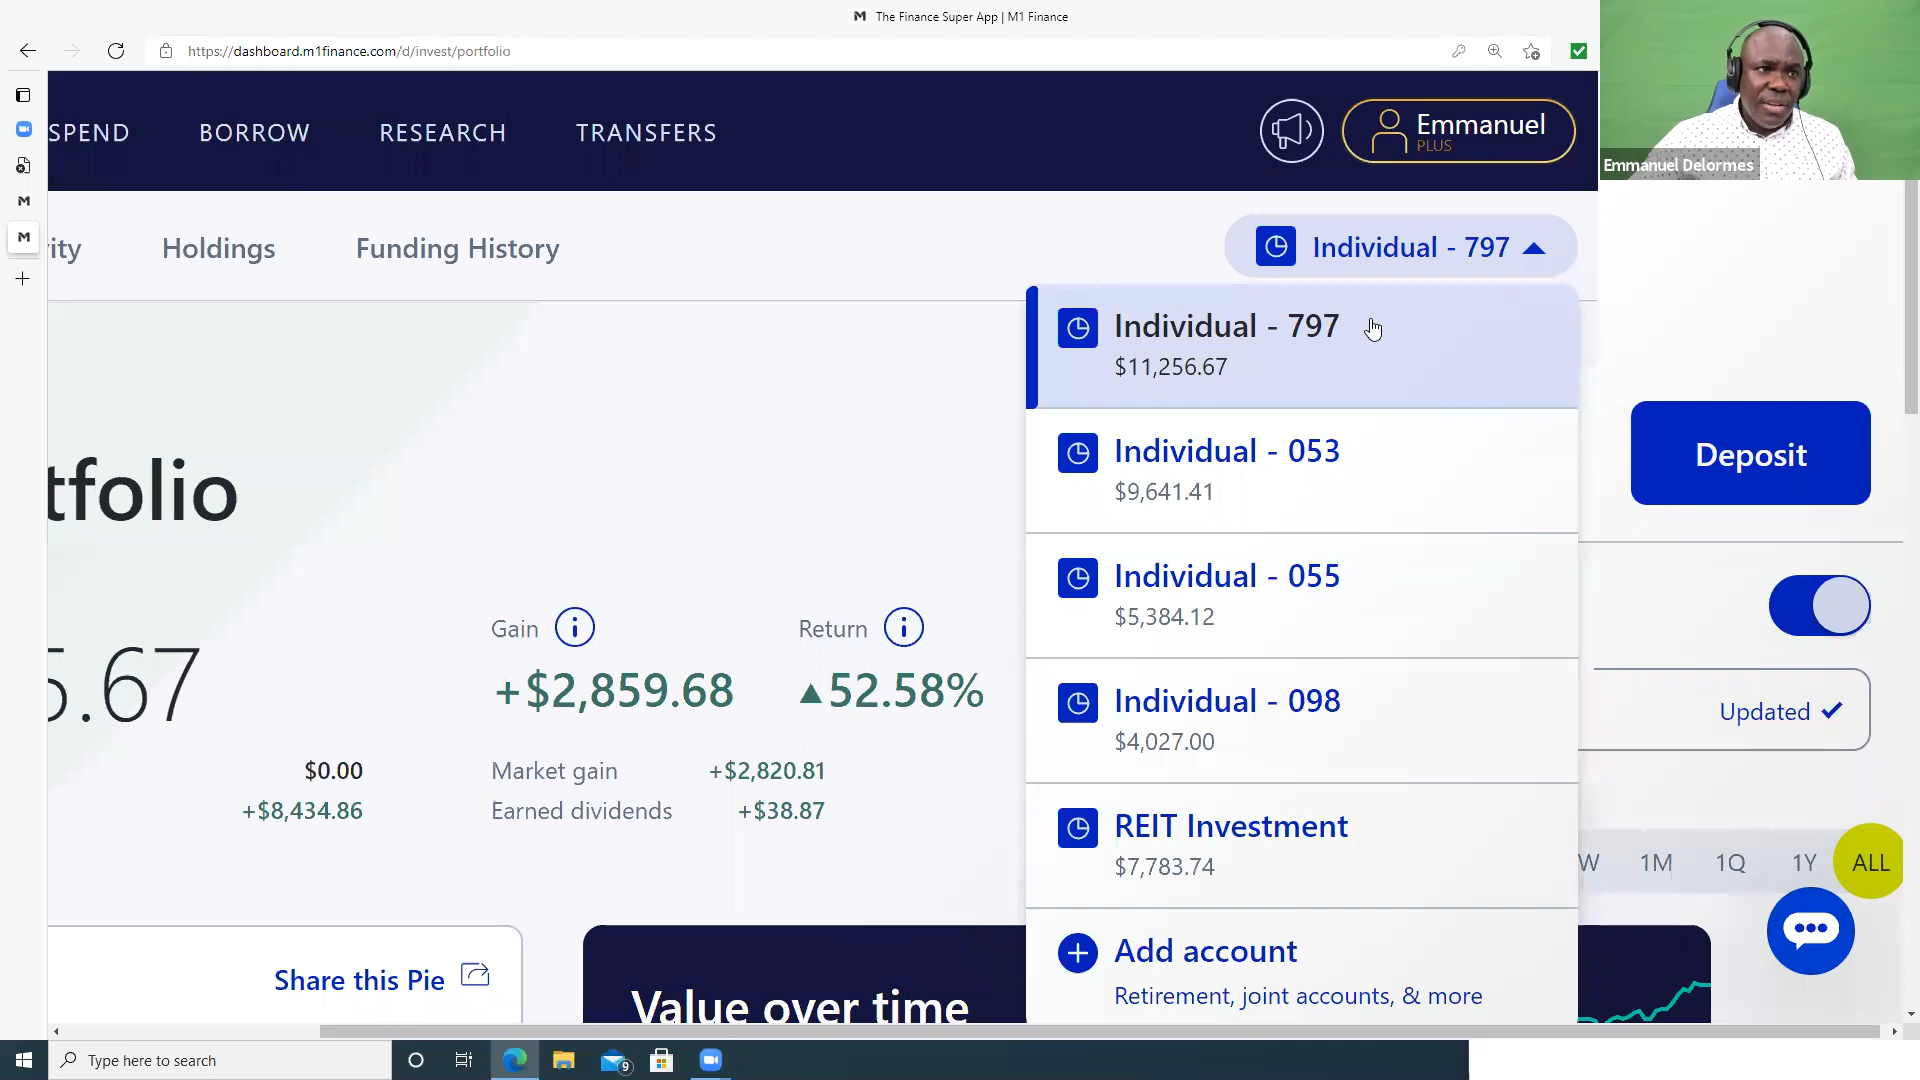 The Finance Super App | M1 Finance
https://dashboard.m1finance.com/d/invest/portfolio
SPEND BORROW RESEARCH TRANSFERS
Emmanuel
PLUS
Emmanuel Delormes
ity Holdings Funding History
Individual - 797
Individual - 797
$11,256.67
Individual - 053
$9,641.41
Deposit
tfolio
Individual - 055
$5,384.12
Gain Return
5.67 +$2,859.68 52.58%
Individual - 098
$4,027.00
Updated
$0.00 Market gain +$2,820.81
+$8,434.86 Earned dividends +$38.87
REIT Investment
$7,783.74
W 1M 1Q 1Y ALL
Add account
Retirement, joint accounts, & more
Share this Pie
Value over time
Type here to search
9